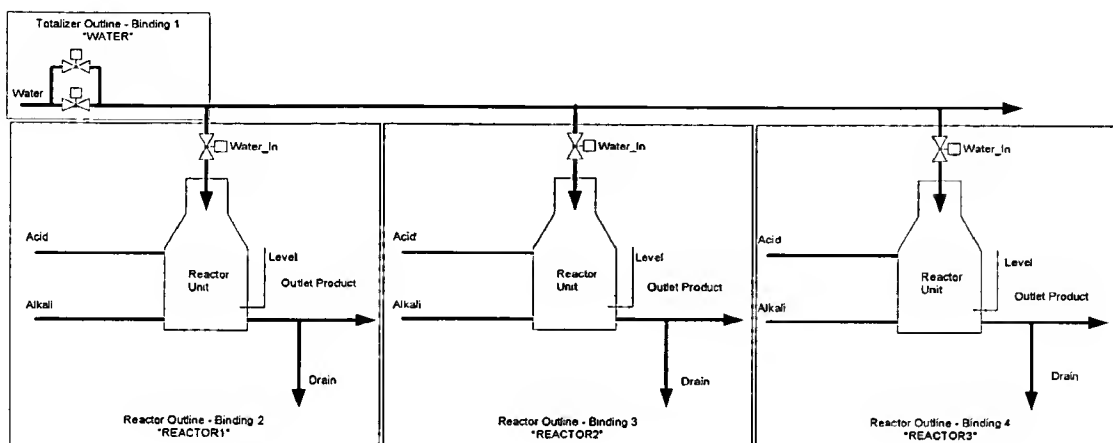 Totalizer Outline - Binding 1
"WATER"
Water
Water_In
Water_In
Water_In
Acid
Reactor
Unit
Level
Outlet Product
Alkali
Drain
Reactor Outline - Binding 2
"REACTOR1"
Acid
Reactor
Unit
Level
Outlet Product
Alkali
Drain
Reactor Outline - Binding 3
"REACTOR2"
Acid
Reactor
Unit
Level
Outlet Product
Alkali
Drain
Reactor Outline - Binding 4
"REACTOR3"